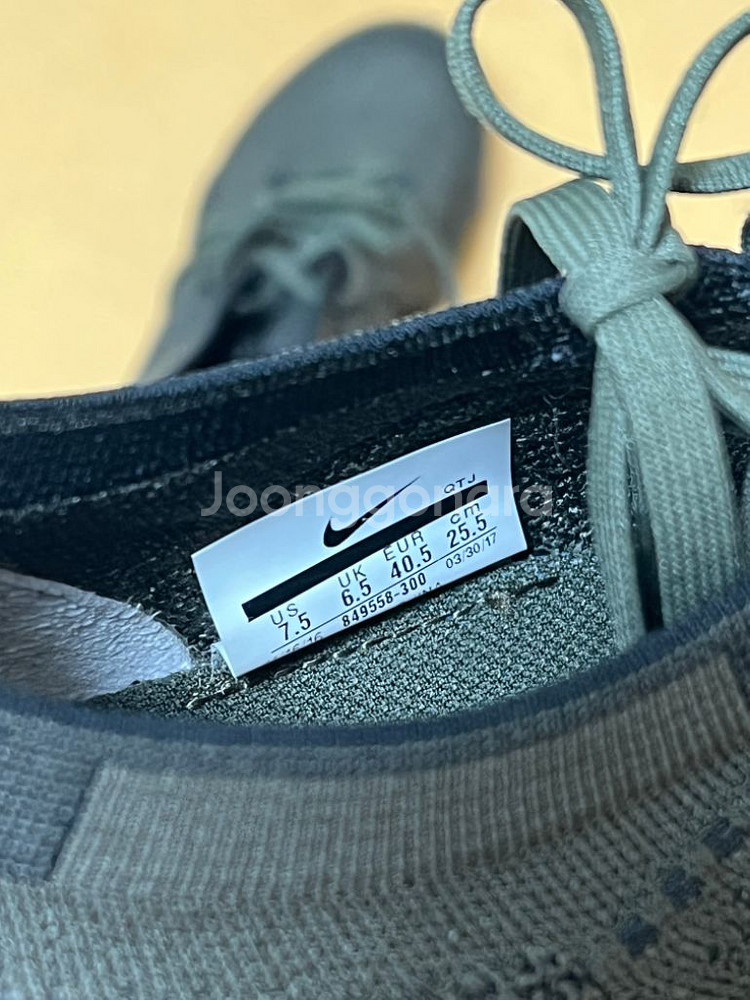 Joonggonara
QTJ
US UK EUR cm
7.5 6.5 40.5 25.5
849558-300 03/30/17